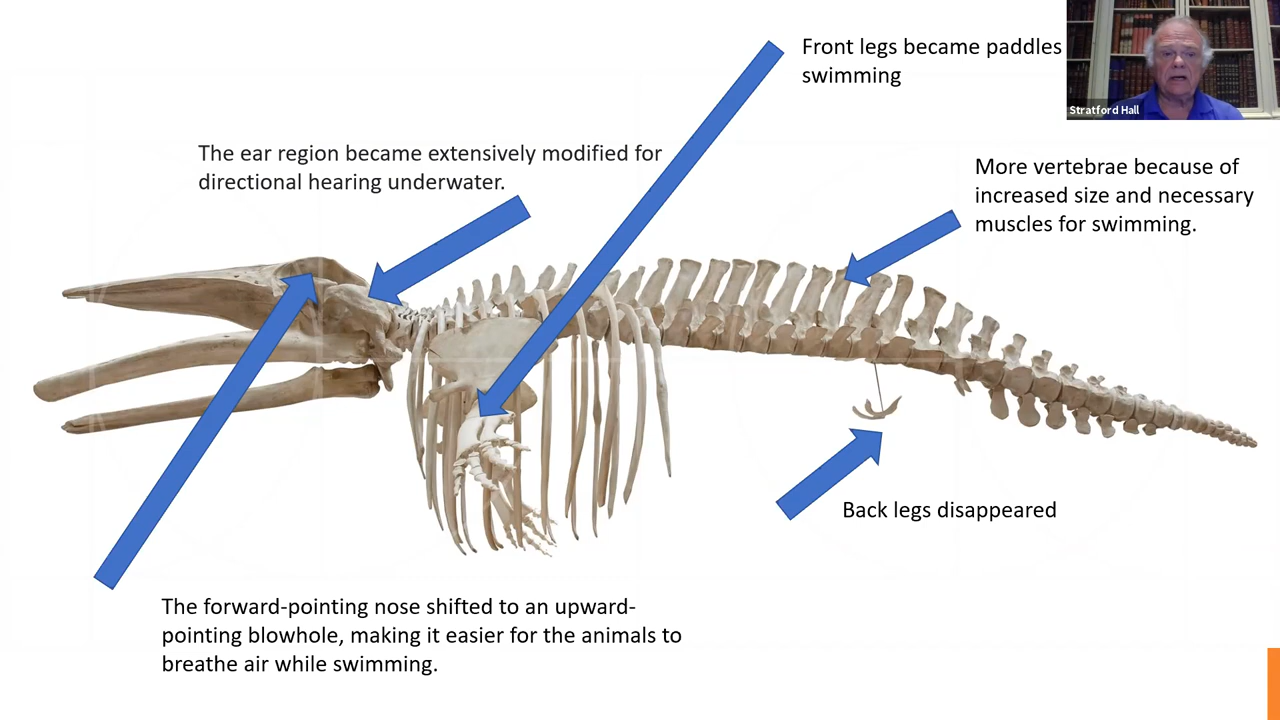 Front legs became paddles
swimming
Stratford Hall
The ear region became extensively modified for
directional hearing underwater.
More vertebrae because of
increased size and necessary
muscles for swimming.
Back legs disappeared
The forward-pointing nose shifted to an upward-
pointing blowhole, making it easier for the animals to
breathe air while swimming.